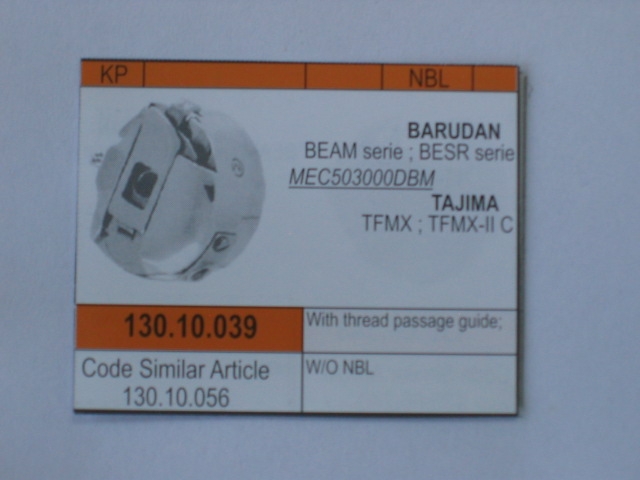 KP NBL
BARUDAN
BEAM serie ; BESR serie
MEC503000DBM
TAJIMA
TFMX ; TFMX-II C
130.10.039
With thread passage guide;
Code Similar Article
130.10.056
W/O NBL